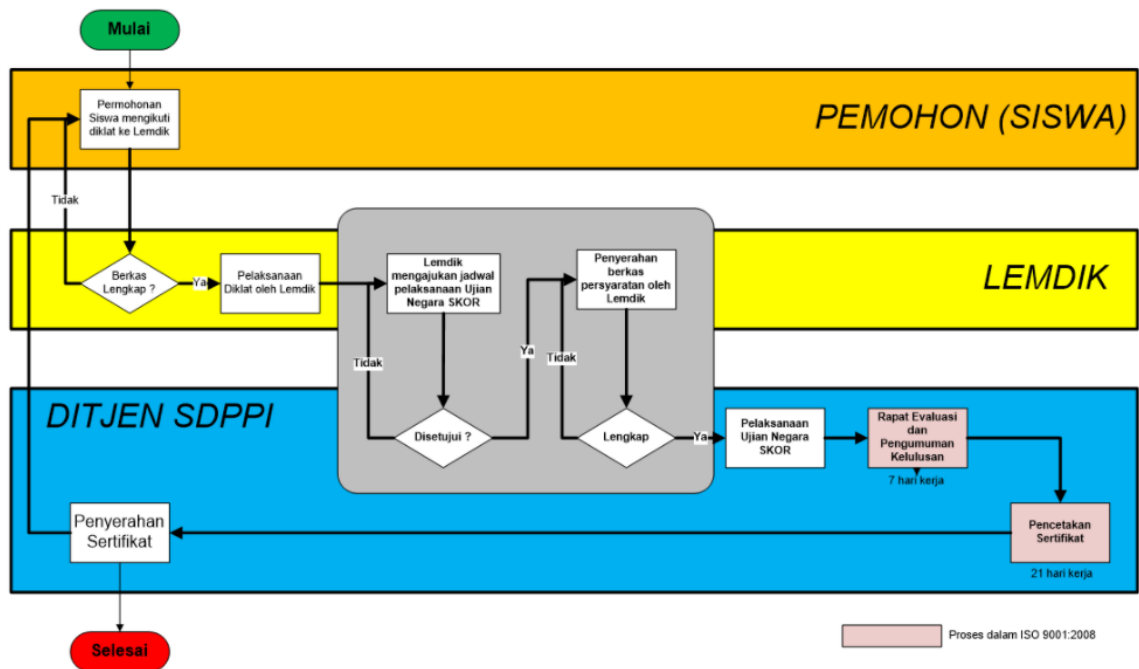 Mulai
Permohonan
Siswa mengikuti
diklat ke Lemdik
PEMOHON (SISWA)
Tidak
Berkas
Lengkap ?
Ya
Pelaksanaan
Diklat oleh Lemdik
Lemdik
mengajukan jadwal
pelaksanaan Ujian
Negara SKOR
Penyerahan
berkas
persyaratan oleh
Lemdik
LEMDIK
Tidak
Ya
Tidak
DITJEN SDPPI
Disetujui ?
Lengkap
Ya
Pelaksanaan
Ujian Negara
SKOR
Rapat Evaluasi
dan
Pengumuman
Kelulusan
7 hari kerja
Penyerahan
Sertifikat
Pencetakan
Sertifikat
21 hari kerja
Selesai
Proses dalam ISO 9001:2008